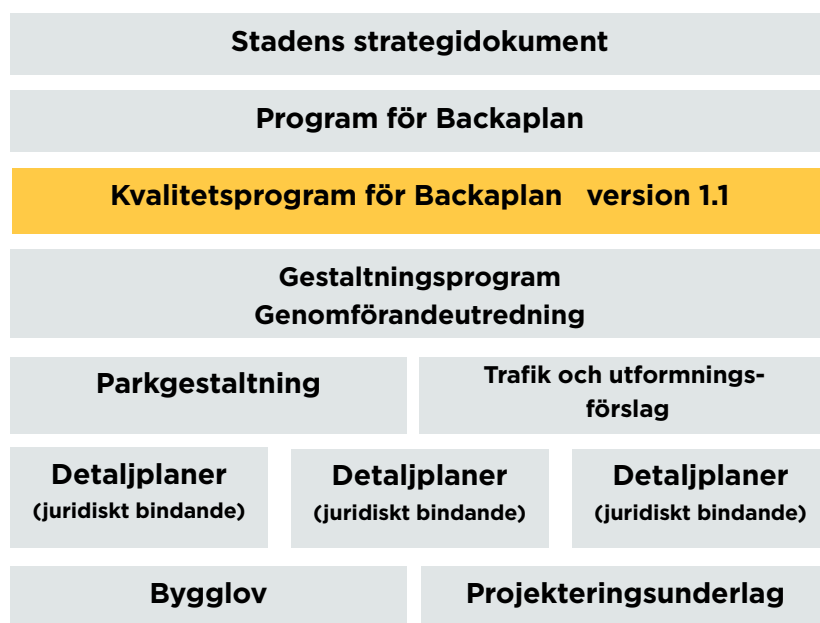 Stadens strategidokument
Program för Backaplan
Kvalitetsprogram för Backaplan version 1.1
Gestaltningsprogram
Genomförandeutredning
Parkgestaltning
Trafik och utformnings-
förslag
Detaljplaner
(juridiskt bindande)
Detaljplaner
(juridiskt bindande)
Detaljplaner
(juridiskt bindande)
Bygglov
Projekteringsunderlag